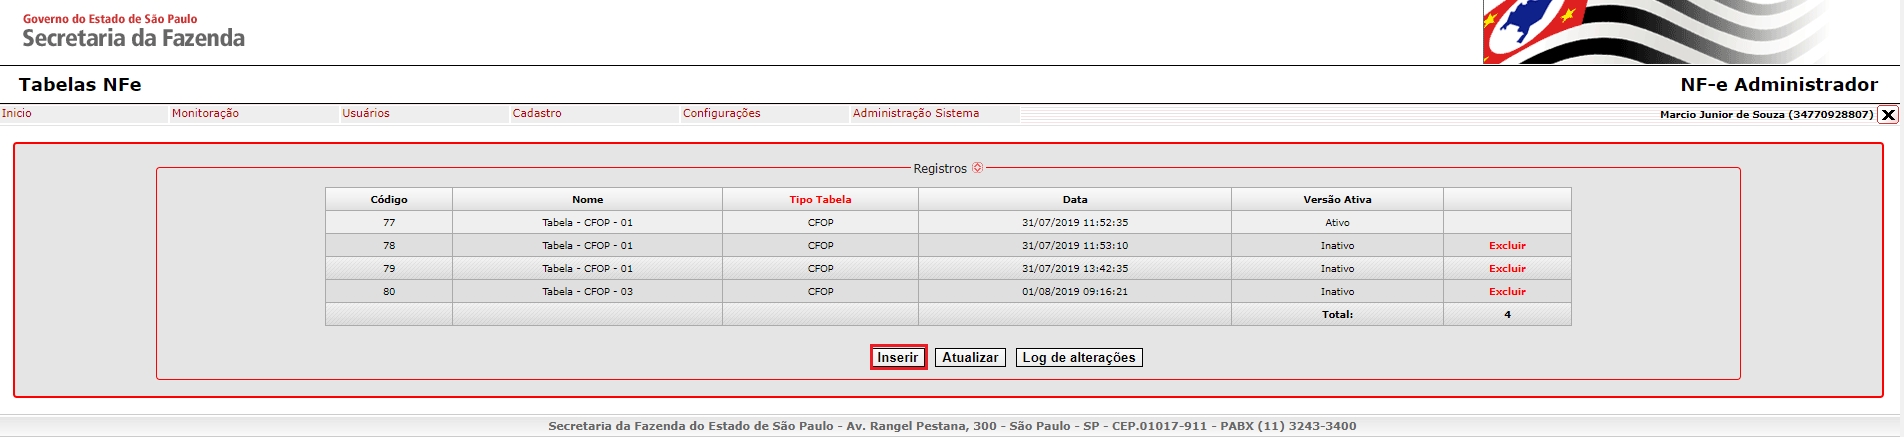 Governo do Estado de São Paulo
Secretaria da Fazenda
Tabelas NFe NF-e Administrador
Inicio Monitoração Usuários Cadastro Configurações Administração Sistema Marcio Junior de Souza (34770928807) X
Registros
Código Nome Tipo Tabela Data Versão Ativa
77 Tabela - CFOP - 01 CFOP 31/07/2019 11:52:35 Ativo
78 Tabela - CFOP - 01 CFOP 31/07/2019 11:53:10 Inativo Excluir
79 Tabela - CFOP - 01 CFOP 31/07/2019 13:42:35 Inativo Excluir
80 Tabela - CFOP - 03 CFOP 01/08/2019 09:16:21 Inativo Excluir
Total: 4
Inserir Atualizar Log de alterações
Secretaria da Fazenda do Estado de São Paulo - Av. Rangel Pestana, 300 - São Paulo - SP - CEP.01017-911 - PABX (11) 3243-3400